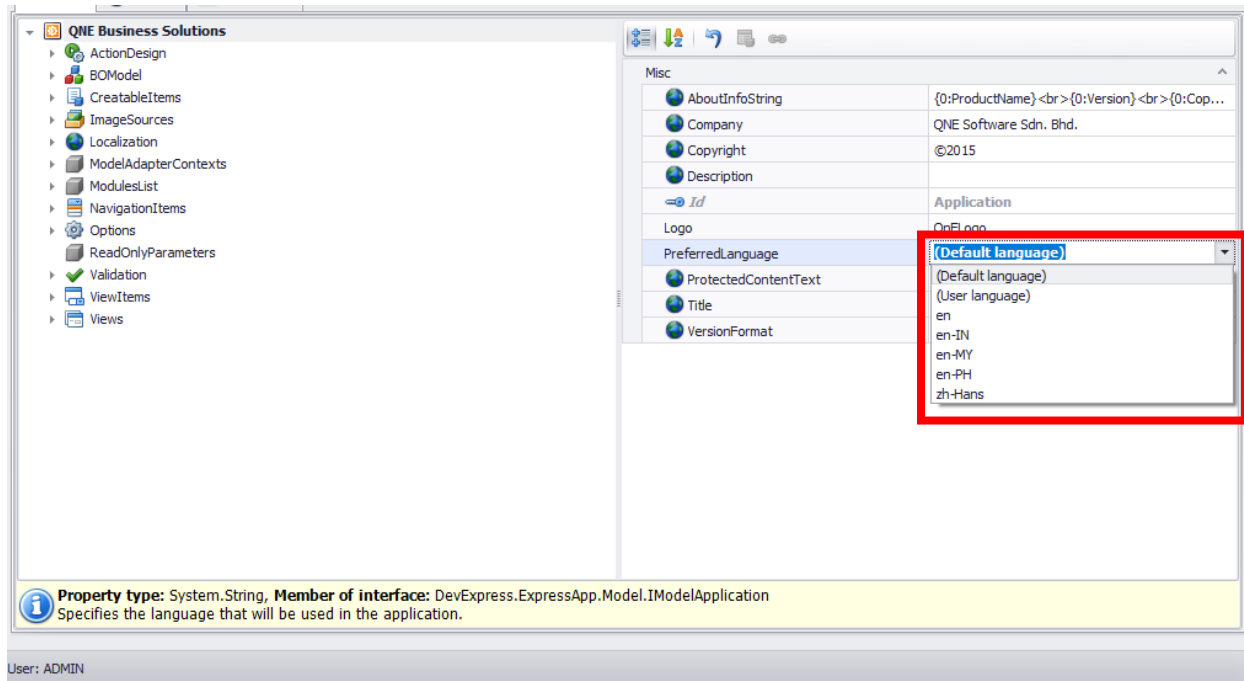 QNE Business Solutions
ActionDesign
BOModel
CreatableItems
ImageSources
Localization
ModelAdapterContexts
ModulesList
NavigationItems
Options
ReadOnlyParameters
Validation
ViewItems
Views
Misc
AboutInfoString {0:ProductName}<br>{0:Version}<br>{0:Cop...
Company QNE Software Sdn. Bhd.
Copyright ©2015
Description
Id Application
Logo
PreferredLanguage (Default language)
ProtectedContentText
Title
VersionFormat
(Default language)
(User language)
en
en-IN
en-MY
en-PH
zh-Hans
Property type: System.String, Member of interface: DevExpress.ExpressApp.Model.IModelApplication
Specifies the language that will be used in the application.
User: ADMIN